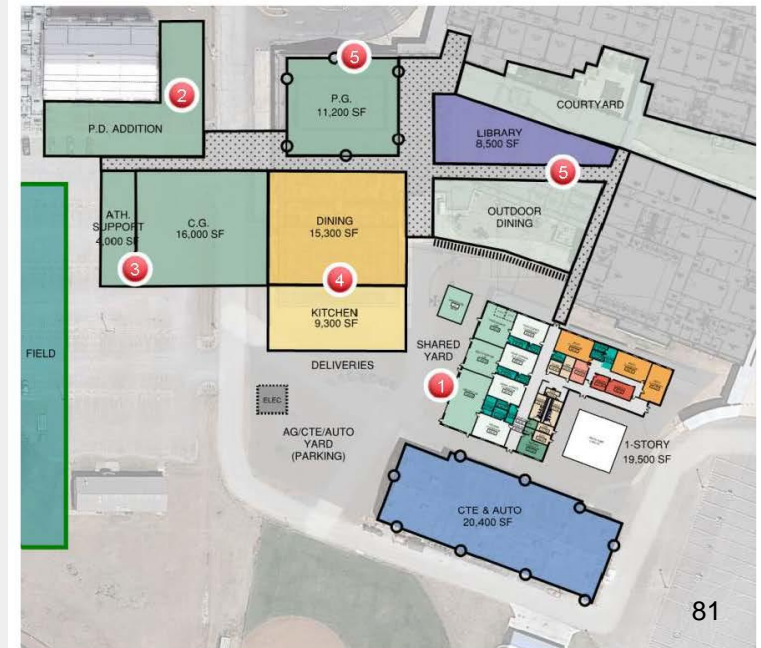 5
2
P.G.
11,200 SF
COURTYARD
P.D. ADDITION
LIBRARY
8,500 SF
5
ATH.
SUPPORT
4,000 SF
C.G.
16,000 SF
DINING
15,300 SF
OUTDOOR
DINING
3
4
KITCHEN
9,300 SF
FIELD
SHARED
YARD
DELIVERIES
1
ELEC
AG/CTE/AUTO
YARD
(PARKING)
1-STORY
19,500 SF
CTE & AUTO
20,400 SF
81